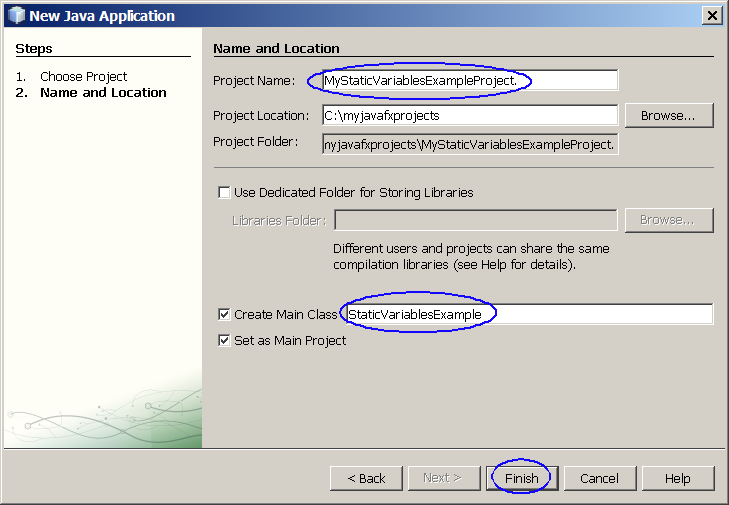 New Java Application
Steps
1. Choose Project
2. Name and Location
Name and Location
Project Name: MyStaticVariablesExampleProject.
Project Location: C:\myjavafxprojects Browse...
Project Folder: nyjavafxprojects\MyStaticVariablesExampleProject.
Use Dedicated Folder for Storing Libraries
Libraries Folder: Browse...
Different users and projects can share the same
compilation libraries (see Help for details).
Create Main Class StaticVariablesExample
Set as Main Project
< Back Next > Finish Cancel Help